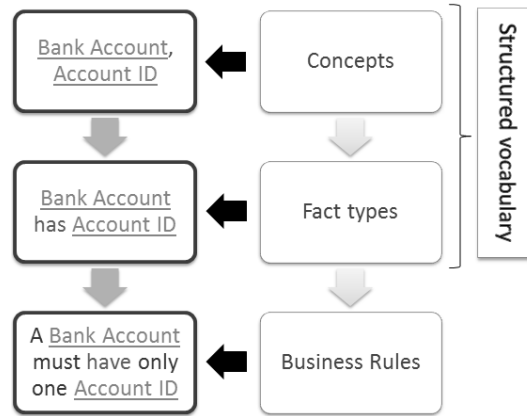 Bank Account,
Account ID
Concepts
Bank Account
has Account ID
Fact types
A Bank Account
must have only
one Account ID
Business Rules
Structured vocabulary